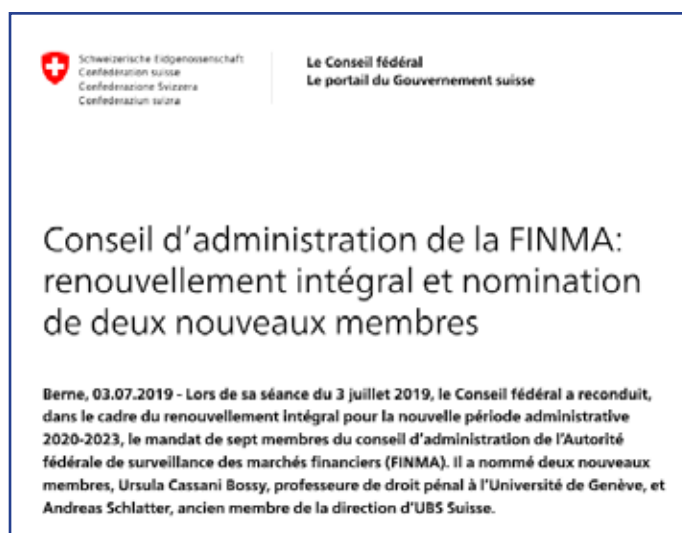 Schweizerische Eidgenossenschaft
Confédération suisse
Confederazione Svizzera
Confederaziun svizra
Le Conseil fédéral
Le portail du Gouvernement suisse
Conseil d'administration de la FINMA:
renouvellement intégral et nomination
de deux nouveaux membres
Berne, 03.07.2019 - Lors de sa séance du 3 juillet 2019, le Conseil fédéral a reconduit,
dans le cadre du renouvellement intégral pour la nouvelle période administrative
2020-2023, le mandat de sept membres du conseil d'administration de l'Autorité
fédérale de surveillance des marchés financiers (FINMA). Il a nommé deux nouveaux
membres, Ursula Cassani Bossy, professeure de droit pénal à l'Université de Genève, et
Andreas Schlatter, ancien membre de la direction d'UBS Suisse.